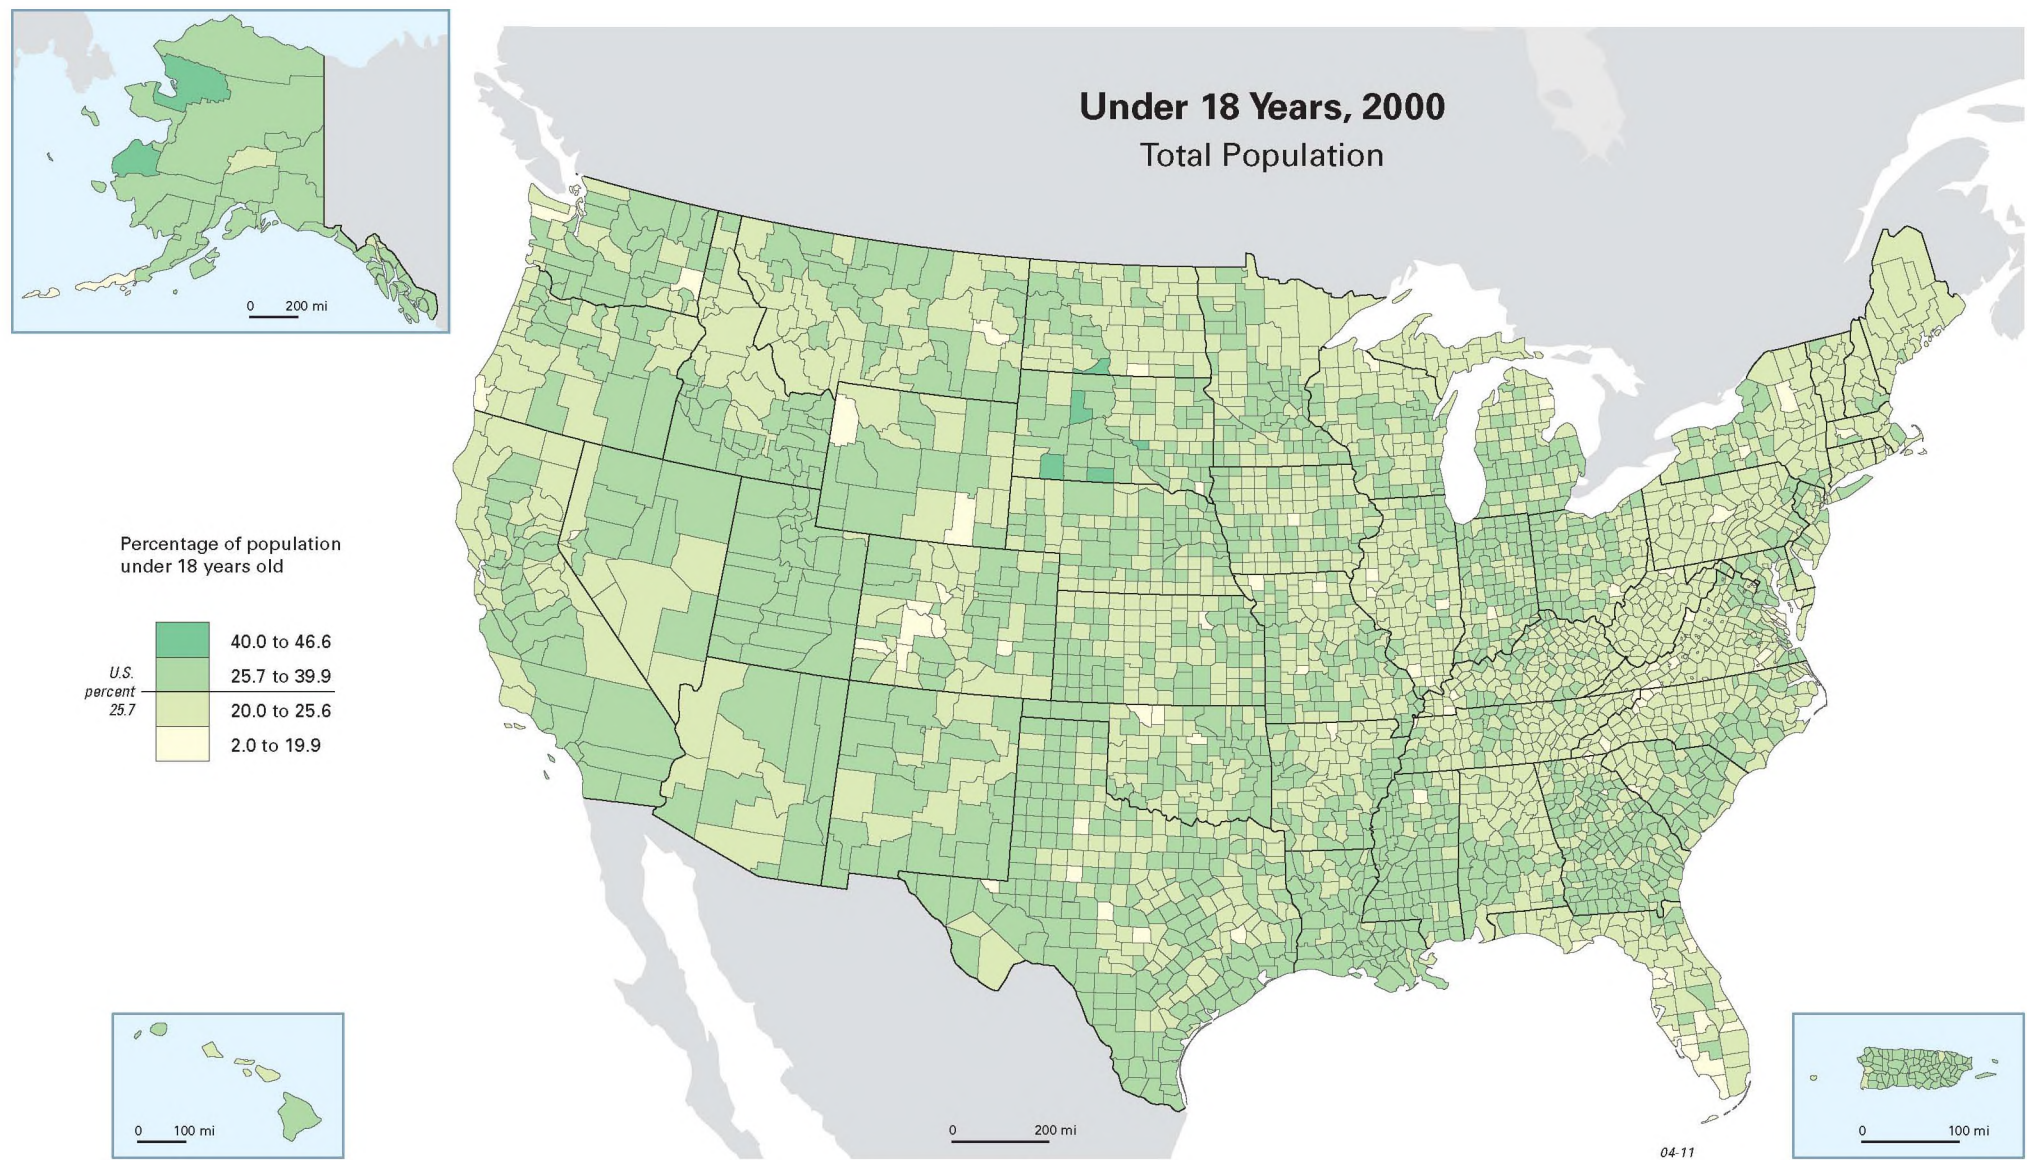 Under 18 Years, 2000
Total Population
0 200 mi
Percentage of population
under 18 years old
40.0 to 46.6
25.7 to 39.9
20.0 to 25.6
2.0 to 19.9
U.S.
percent
25.7
0 100 mi
0 200 mi
0 100 mi
04-11